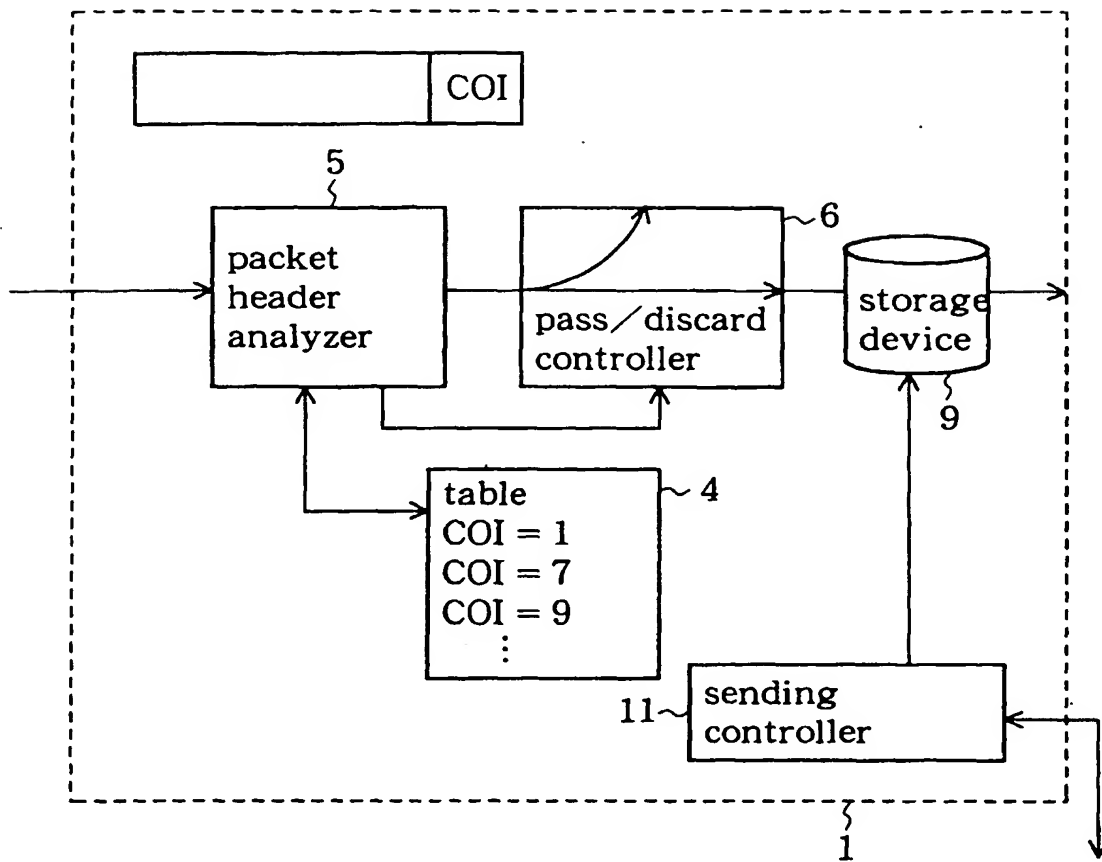 COI
5
packet
header
analyzer
6
pass/discard
controller
storage
device
9
table
COI = 1
COI = 7
COI = 9
⋮
4
11
sending
controller
1